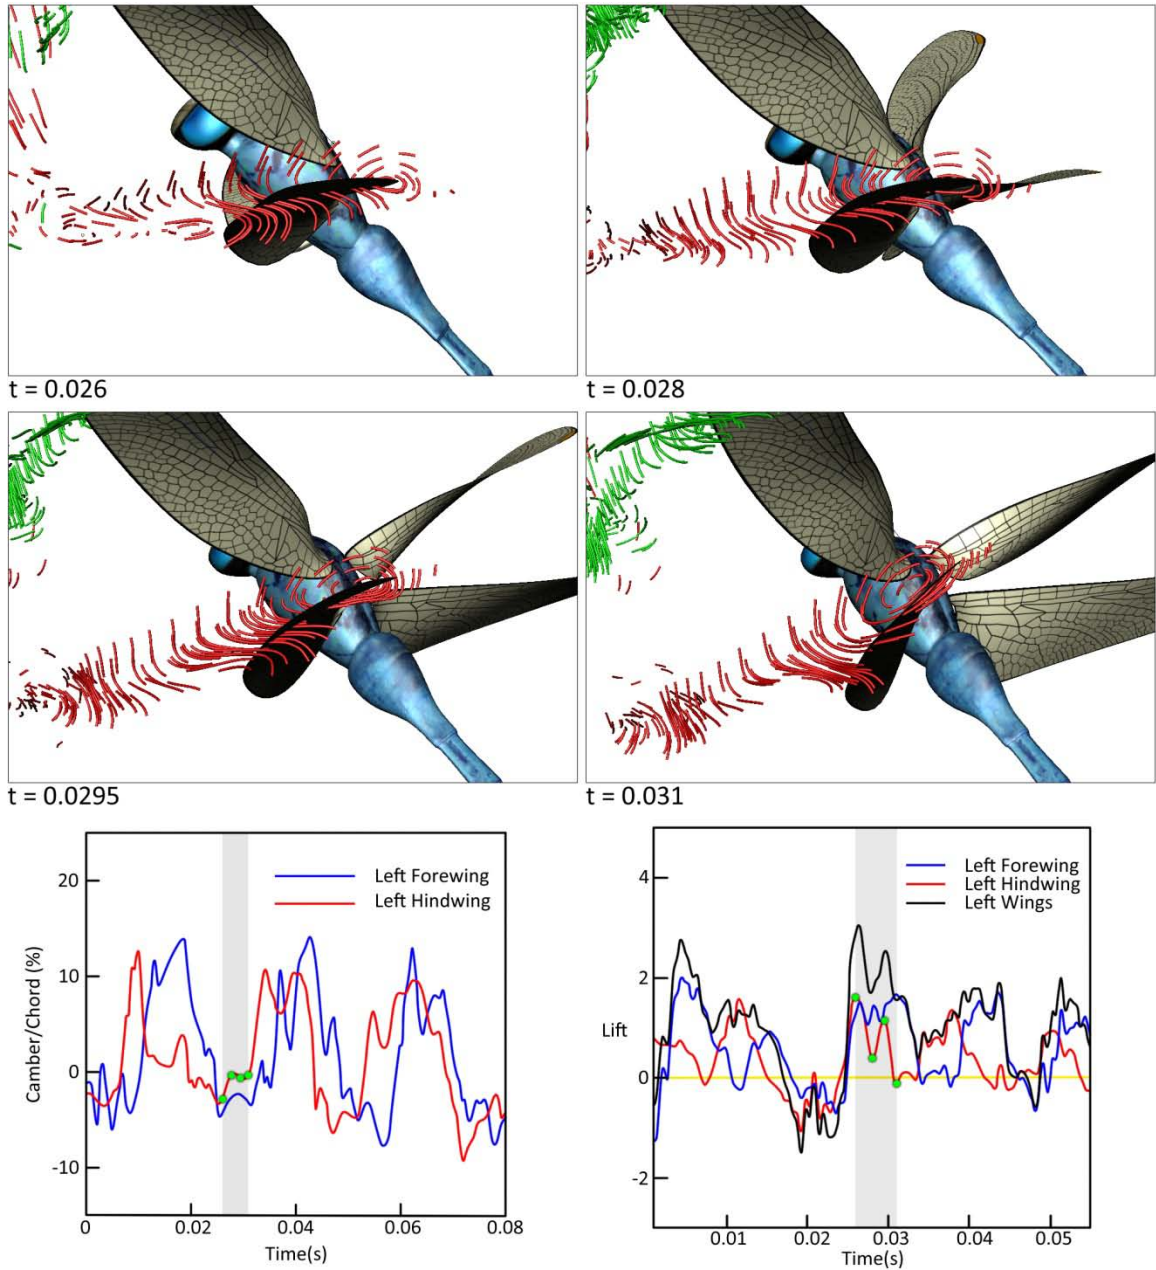 t = 0.026
t = 0.028
t = 0.0295
t = 0.031
Left Forewing
Left Hindwing
Camber/Chord (%)
20
10
0
-10
0
0.02
0.04
0.06
0.08
Time(s)
Left Forewing
Left Hindwing
Left Wings
Lift
4
2
0
-2
0.01
0.02
0.03
0.04
0.05
Time(s)